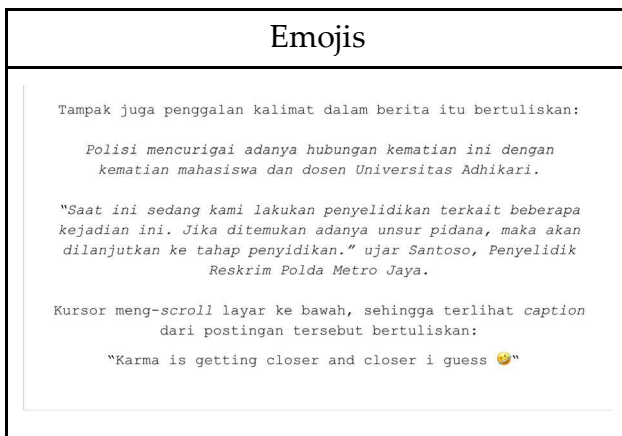 Emojis
Tampak juga penggalan kalimat dalam berita itu bertuliskan:
Polisi mencurigai adanya hubungan kematian ini dengan
kematian mahasiswa dan dosen Universitas Adhikari.
“Saat ini sedang kami lakukan penyelidikan terkait beberapa
kejadian ini. Jika ditemukan adanya unsur pidana, maka akan
dilanjutkan ke tahap penyidikan.” ujar Santoso, Penyelidik
Reskrim Polda Metro Jaya.
Kursor meng-scroll layar ke bawah, sehingga terlihat caption
dari postingan tersebut bertuliskan:
“Karma is getting closer and closer i guess 🤣“